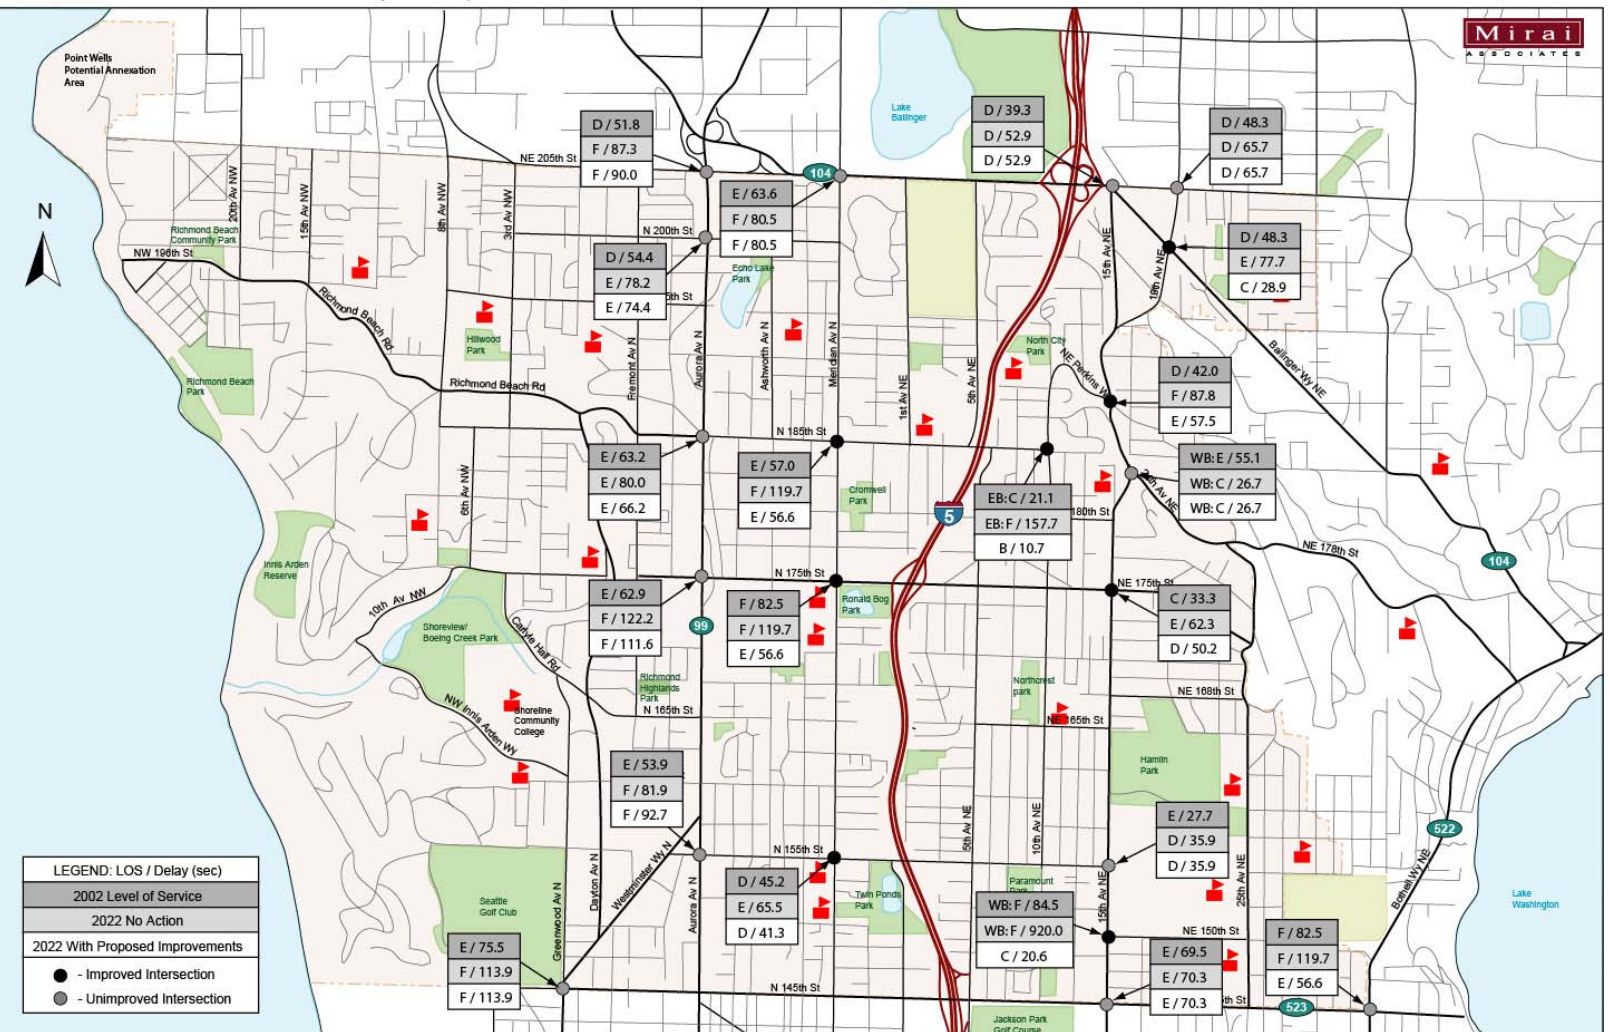 Mirai
ASSOCIATES
Point Wells
Potential Annexation
Area
Lake
Ballinger
D / 51.8
F / 87.3
F / 90.0
D / 39.3
D / 52.9
D / 52.9
D / 48.3
D / 65.7
D / 65.7
NE 205th St
104
E / 63.6
F / 80.5
F / 80.5
N
20th Av NW
15th Av NW
8th Av NW
3rd Av NW
Richmond Beach
Community Park
NW 196th St
N 200th St
D / 54.4
E / 78.2
E / 74.4
5th St
Echo Lake
Park
15th Av NE
19th Av NE
D / 48.3
E / 77.7
C / 28.9
Richmond Beach Rd
Hillwood
Park
Fremont Av N
Aurora Av N
Ashworth Av N
Meridian Av N
1st Av NE
5th Av NE
North City
Park
NE Perkins W
Ballinger Wy NE
Richmond Beach
Park
Richmond Beach Rd
D / 42.0
F / 87.8
E / 57.5
N 185th St
E / 63.2
E / 80.0
E / 66.2
E / 57.0
F / 119.7
E / 56.6
Cromwell
Park
5
EB: C / 21.1
EB: F / 157.7
B / 10.7
180th St
WB: E / 55.1
WB: C / 26.7
WB: C / 26.7
th Av NE
6th Av NW
NE 178th St
104
Innis Arden
Reserve
10th Av NW
N 175th St
NE 175th St
E / 62.9
F / 122.2
F / 111.6
99
F / 82.5
F / 119.7
E / 56.6
Ronald Bog
Park
C / 33.3
E / 62.3
D / 50.2
Shoreview/
Boeing Creek Park
Carlyle Hall Rd
Richmond
Highlands
Park
N 165th St
Northcrest
park
NE 168th St
NE 165th St
NW Innis Arden Wy
Shoreline
Community
College
Hamlin
Park
E / 53.9
F / 81.9
F / 92.7
5th Av NE
10th Av NE
E / 27.7
D / 35.9
D / 35.9
522
Bothell Wy NE
N 155th St
D / 45.2
E / 65.5
D / 41.3
Twin Ponds
Park
Paramount
15th Av NE
25th Av NE
Lake
Washington
Seattle
Golf Club
Greenwood Av N
Dayton Av N
Westminster Wy N
Aurora Av N
WB: F / 84.5
WB: F / 920.0
C / 20.6
NE 150th St
E / 75.5
F / 113.9
F / 113.9
N 145th St
E / 69.5
E / 70.3
E / 70.3
5th St
F / 82.5
F / 119.7
E / 56.6
523
Jackson Park
Golf Course
LEGEND: LOS / Delay (sec)
2002 Level of Service
2022 No Action
2022 With Proposed Improvements
- Improved Intersection
- Unimproved Intersection